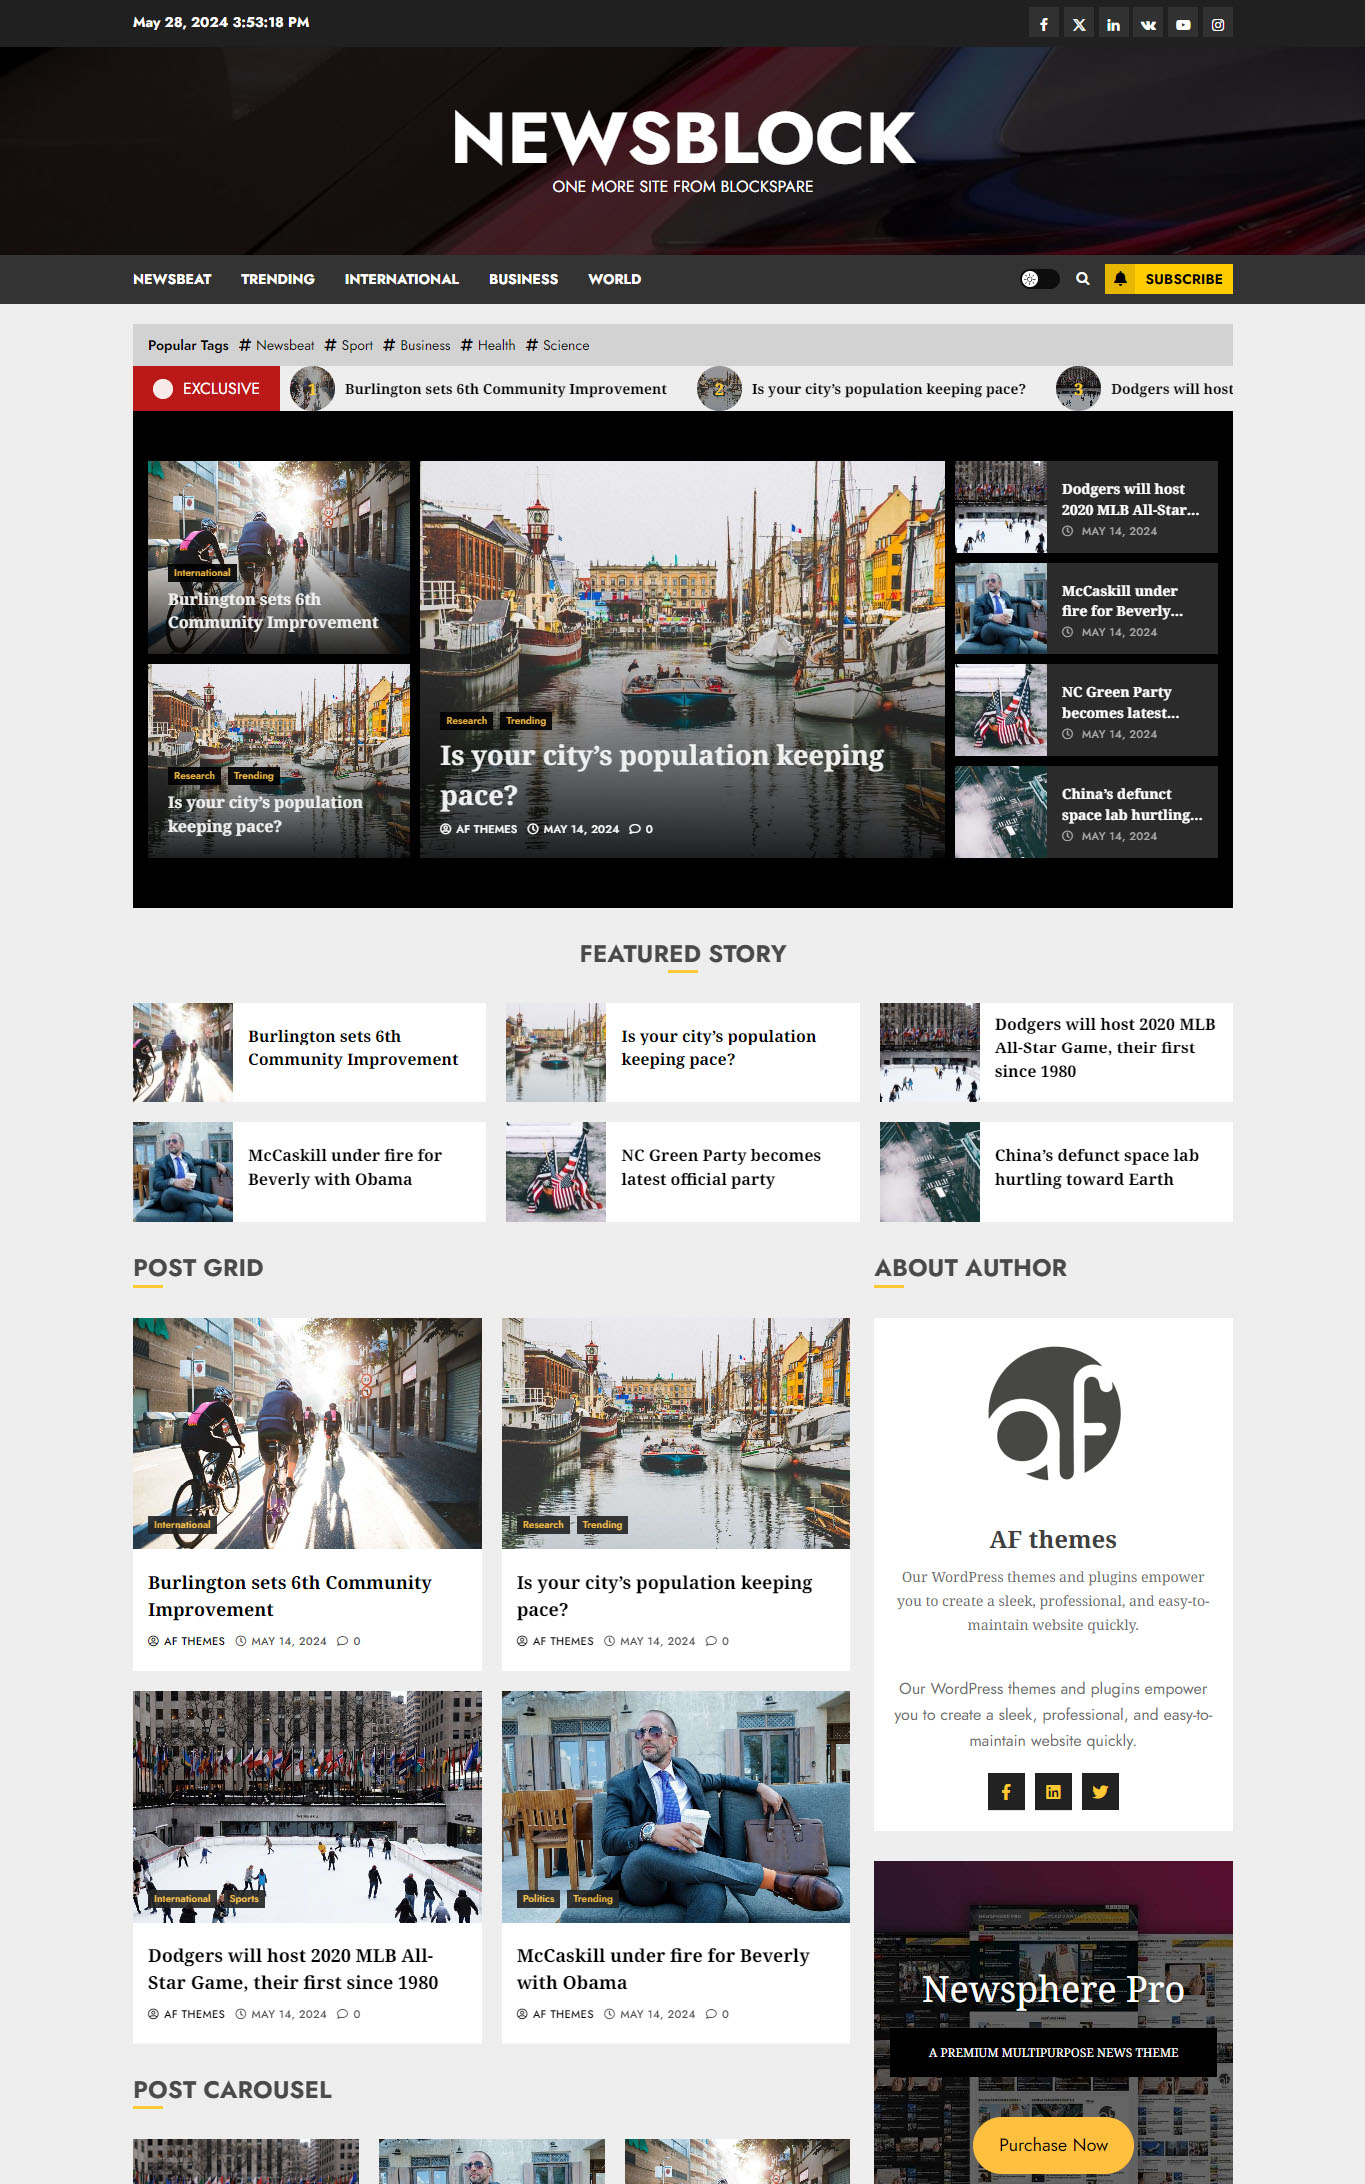 May 28, 2024 3:53:18 PM
NEWSBLOCK
ONE MORE SITE FROM BLOCKSPARE
NEWSBEAT TRENDING INTERNATIONAL BUSINESS WORLD
SUBSCRIBE
Popular Tags # Newsbeat # Sport # Business # Health # Science
EXCLUSIVE 1 Burlington sets 6th Community Improvement 2 Is your city’s population keeping pace? 3 Dodgers will host
International
Burlington sets 6th
Community Improvement
Research Trending
Is your city’s population
keeping pace?
Research Trending
Is your city’s population keeping
pace?
AF THEMES MAY 14, 2024 0
Dodgers will host
2020 MLB All-Star...
MAY 14, 2024
McCaskill under
fire for Beverly...
MAY 14, 2024
NC Green Party
becomes latest...
MAY 14, 2024
China’s defunct
space lab hurtling...
MAY 14, 2024
FEATURED STORY
Burlington sets 6th
Community Improvement
Is your city’s population
keeping pace?
Dodgers will host 2020 MLB
All-Star Game, their first
since 1980
McCaskill under fire for
Beverly with Obama
NC Green Party becomes
latest official party
China’s defunct space lab
hurtling toward Earth
POST GRID
International
Burlington sets 6th Community
Improvement
AF THEMES MAY 14, 2024 0
Research Trending
Is your city’s population keeping
pace?
AF THEMES MAY 14, 2024 0
International Sports
Dodgers will host 2020 MLB All-
Star Game, their first since 1980
AF THEMES MAY 14, 2024 0
Politics Trending
McCaskill under fire for Beverly
with Obama
AF THEMES MAY 14, 2024 0
POST CAROUSEL
ABOUT AUTHOR
af
AF themes
Our WordPress themes and plugins empower
you to create a sleek, professional, and easy-to-
maintain website quickly.
Our WordPress themes and plugins empower
you to create a sleek, professional, and easy-to-
maintain website quickly.
Newsphere Pro
A PREMIUM MULTIPURPOSE NEWS THEME
Purchase Now